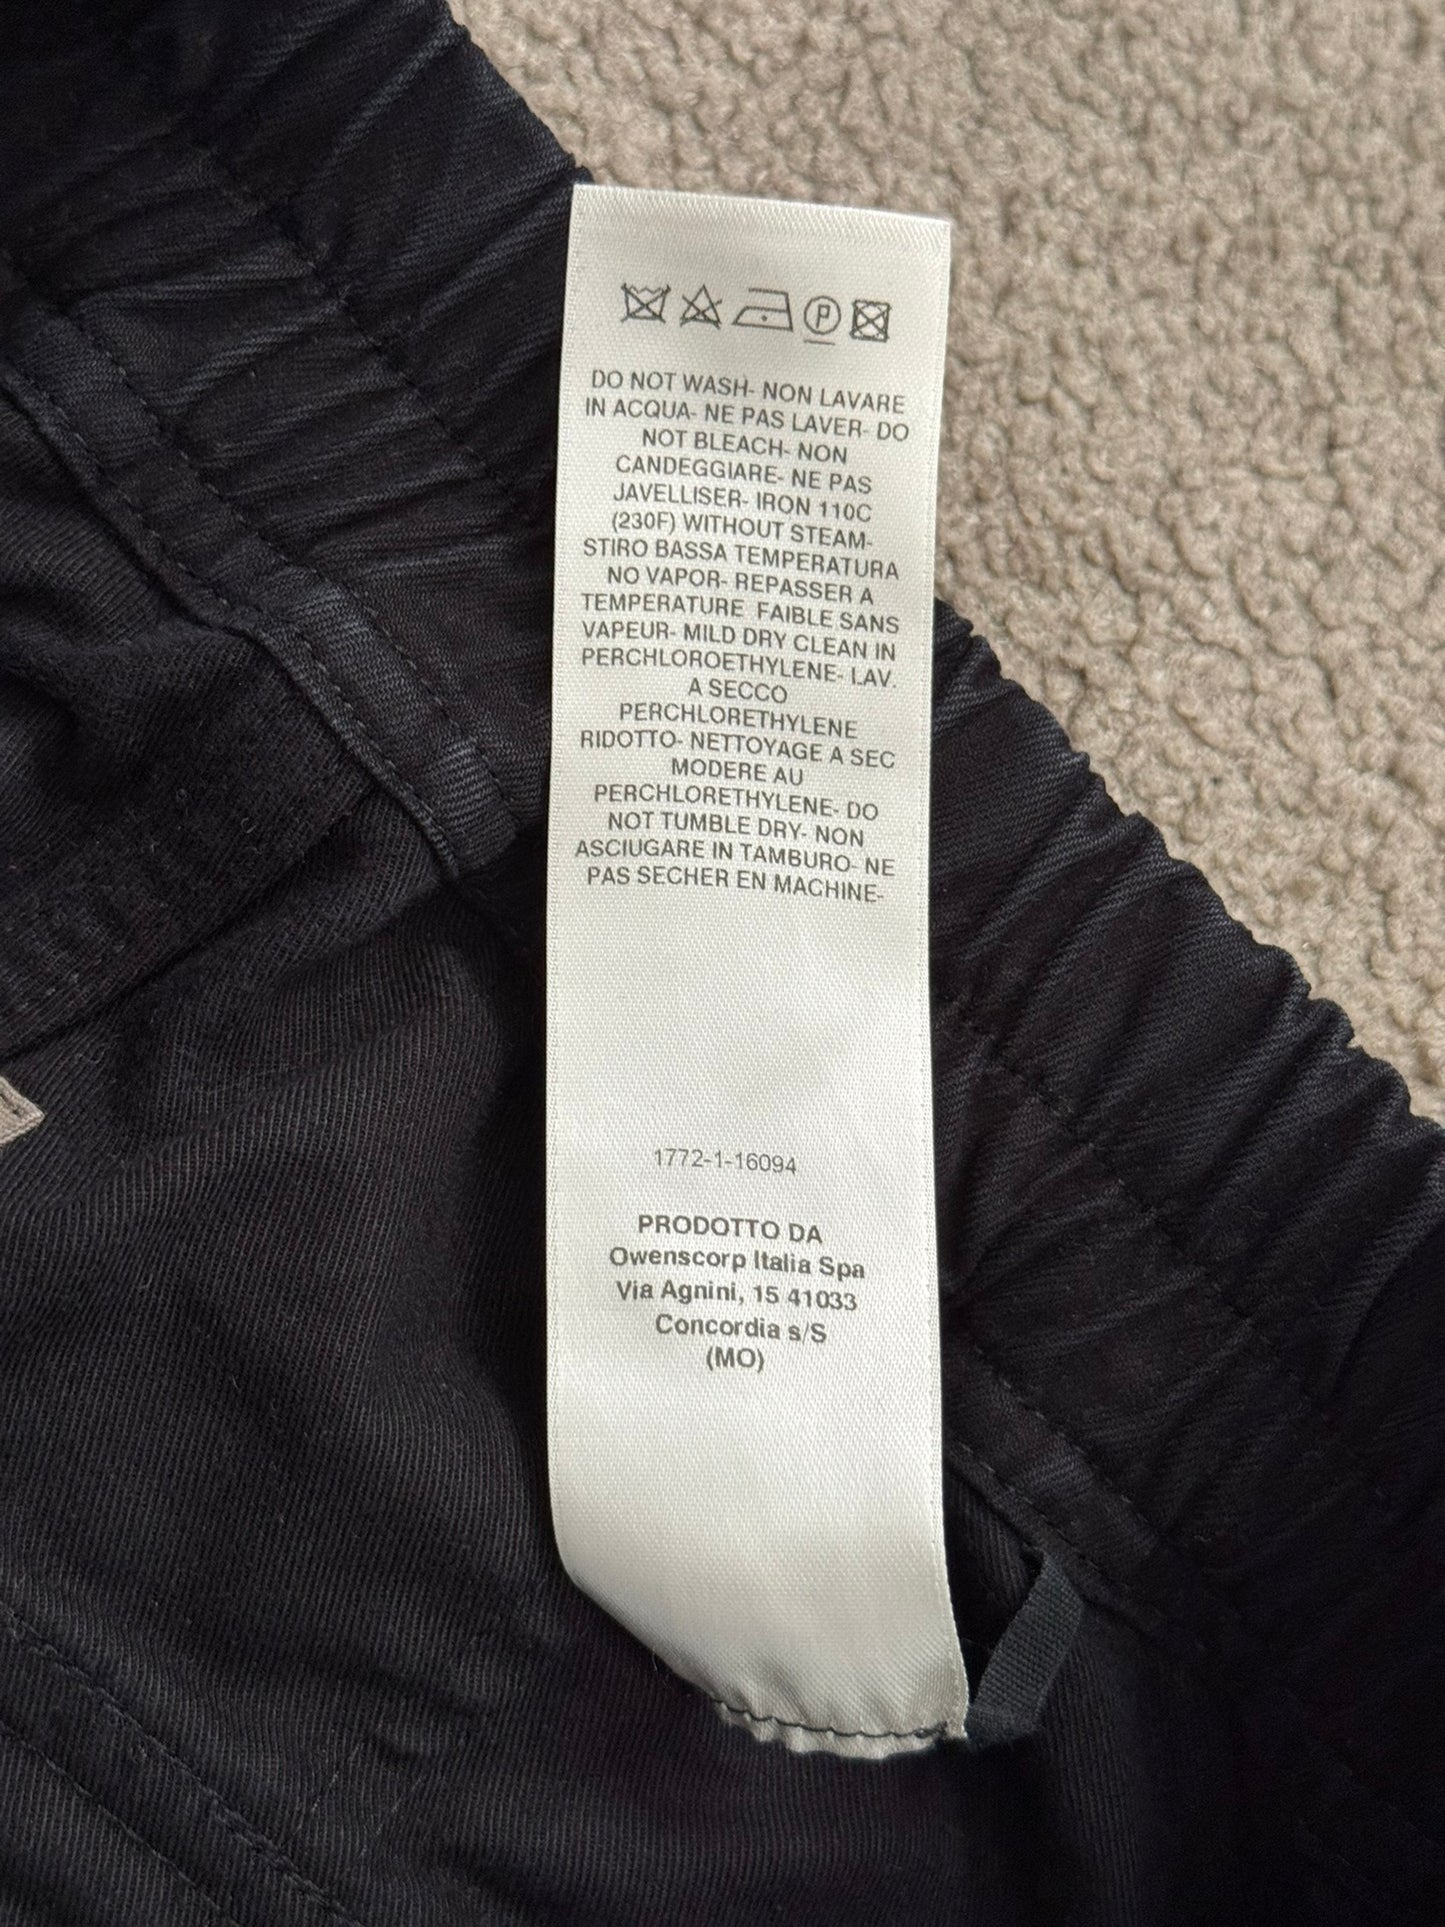 P
DO NOT WASH- NON LAVARE
IN ACQUA- NE PAS LAVER- DO
NOT BLEACH- NON
CANDEGGIARE- NE PAS
JAVELLISER- IRON 110C
(230F) WITHOUT STEAM-
STIRO BASSA TEMPERATURA
NO VAPOR- REPASSER A
TEMPERATURE FAIBLE SANS
VAPEUR- MILD DRY CLEAN IN
PERCHLOROETHYLENE- LAV.
A SECCO
PERCHLORETHYLENE
RIDOTTO- NETTOYAGE A SEC
MODERE AU
PERCHLORETHYLENE- DO
NOT TUMBLE DRY- NON
ASCIUGARE IN TAMBURO- NE
PAS SECHER EN MACHINE-
1772-1-16094
PRODOTTO DA
Owenscorp Italia Spa
Via Agnini, 15 41033
Concordia s/S
(MO)